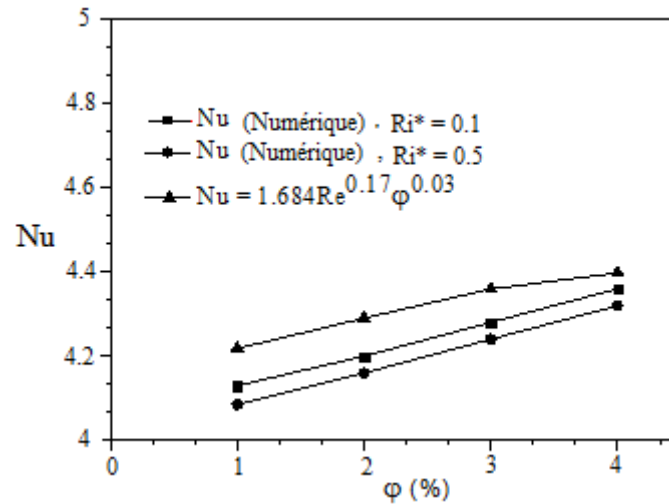 5
4.8
Nu (Numérique) , Ri* = 0.1
Nu (Numérique) , Ri* = 0.5
4.6
Nu = 1.684Re^0.17 φ^0.03
Nu
4.4
4.2
4
0 1 2 3 4
φ (%)